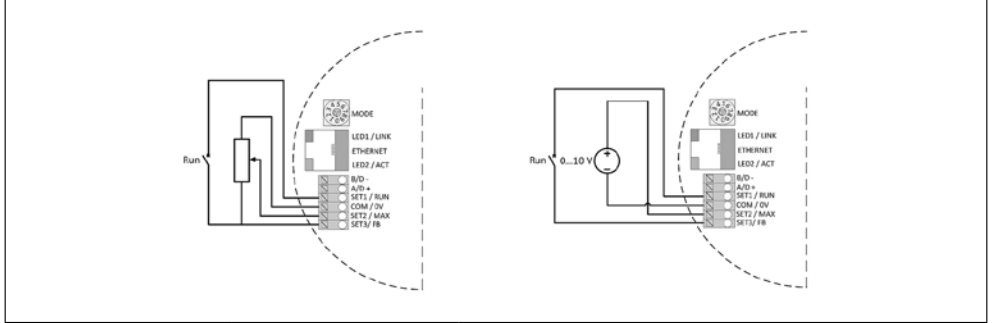 MODE
LED1 / LINK
ETHERNET
LED2 / ACT
Run
B/D -
A/D +
SET1 / RUN
COM / 0V
SET2 / MAX
SET3/ FB
MODE
LED1 / LINK
ETHERNET
LED2 / ACT
Run
0...10 V
+
–
B/D -
A/D +
SET1 / RUN
COM / 0V
SET2 / MAX
SET3/ FB